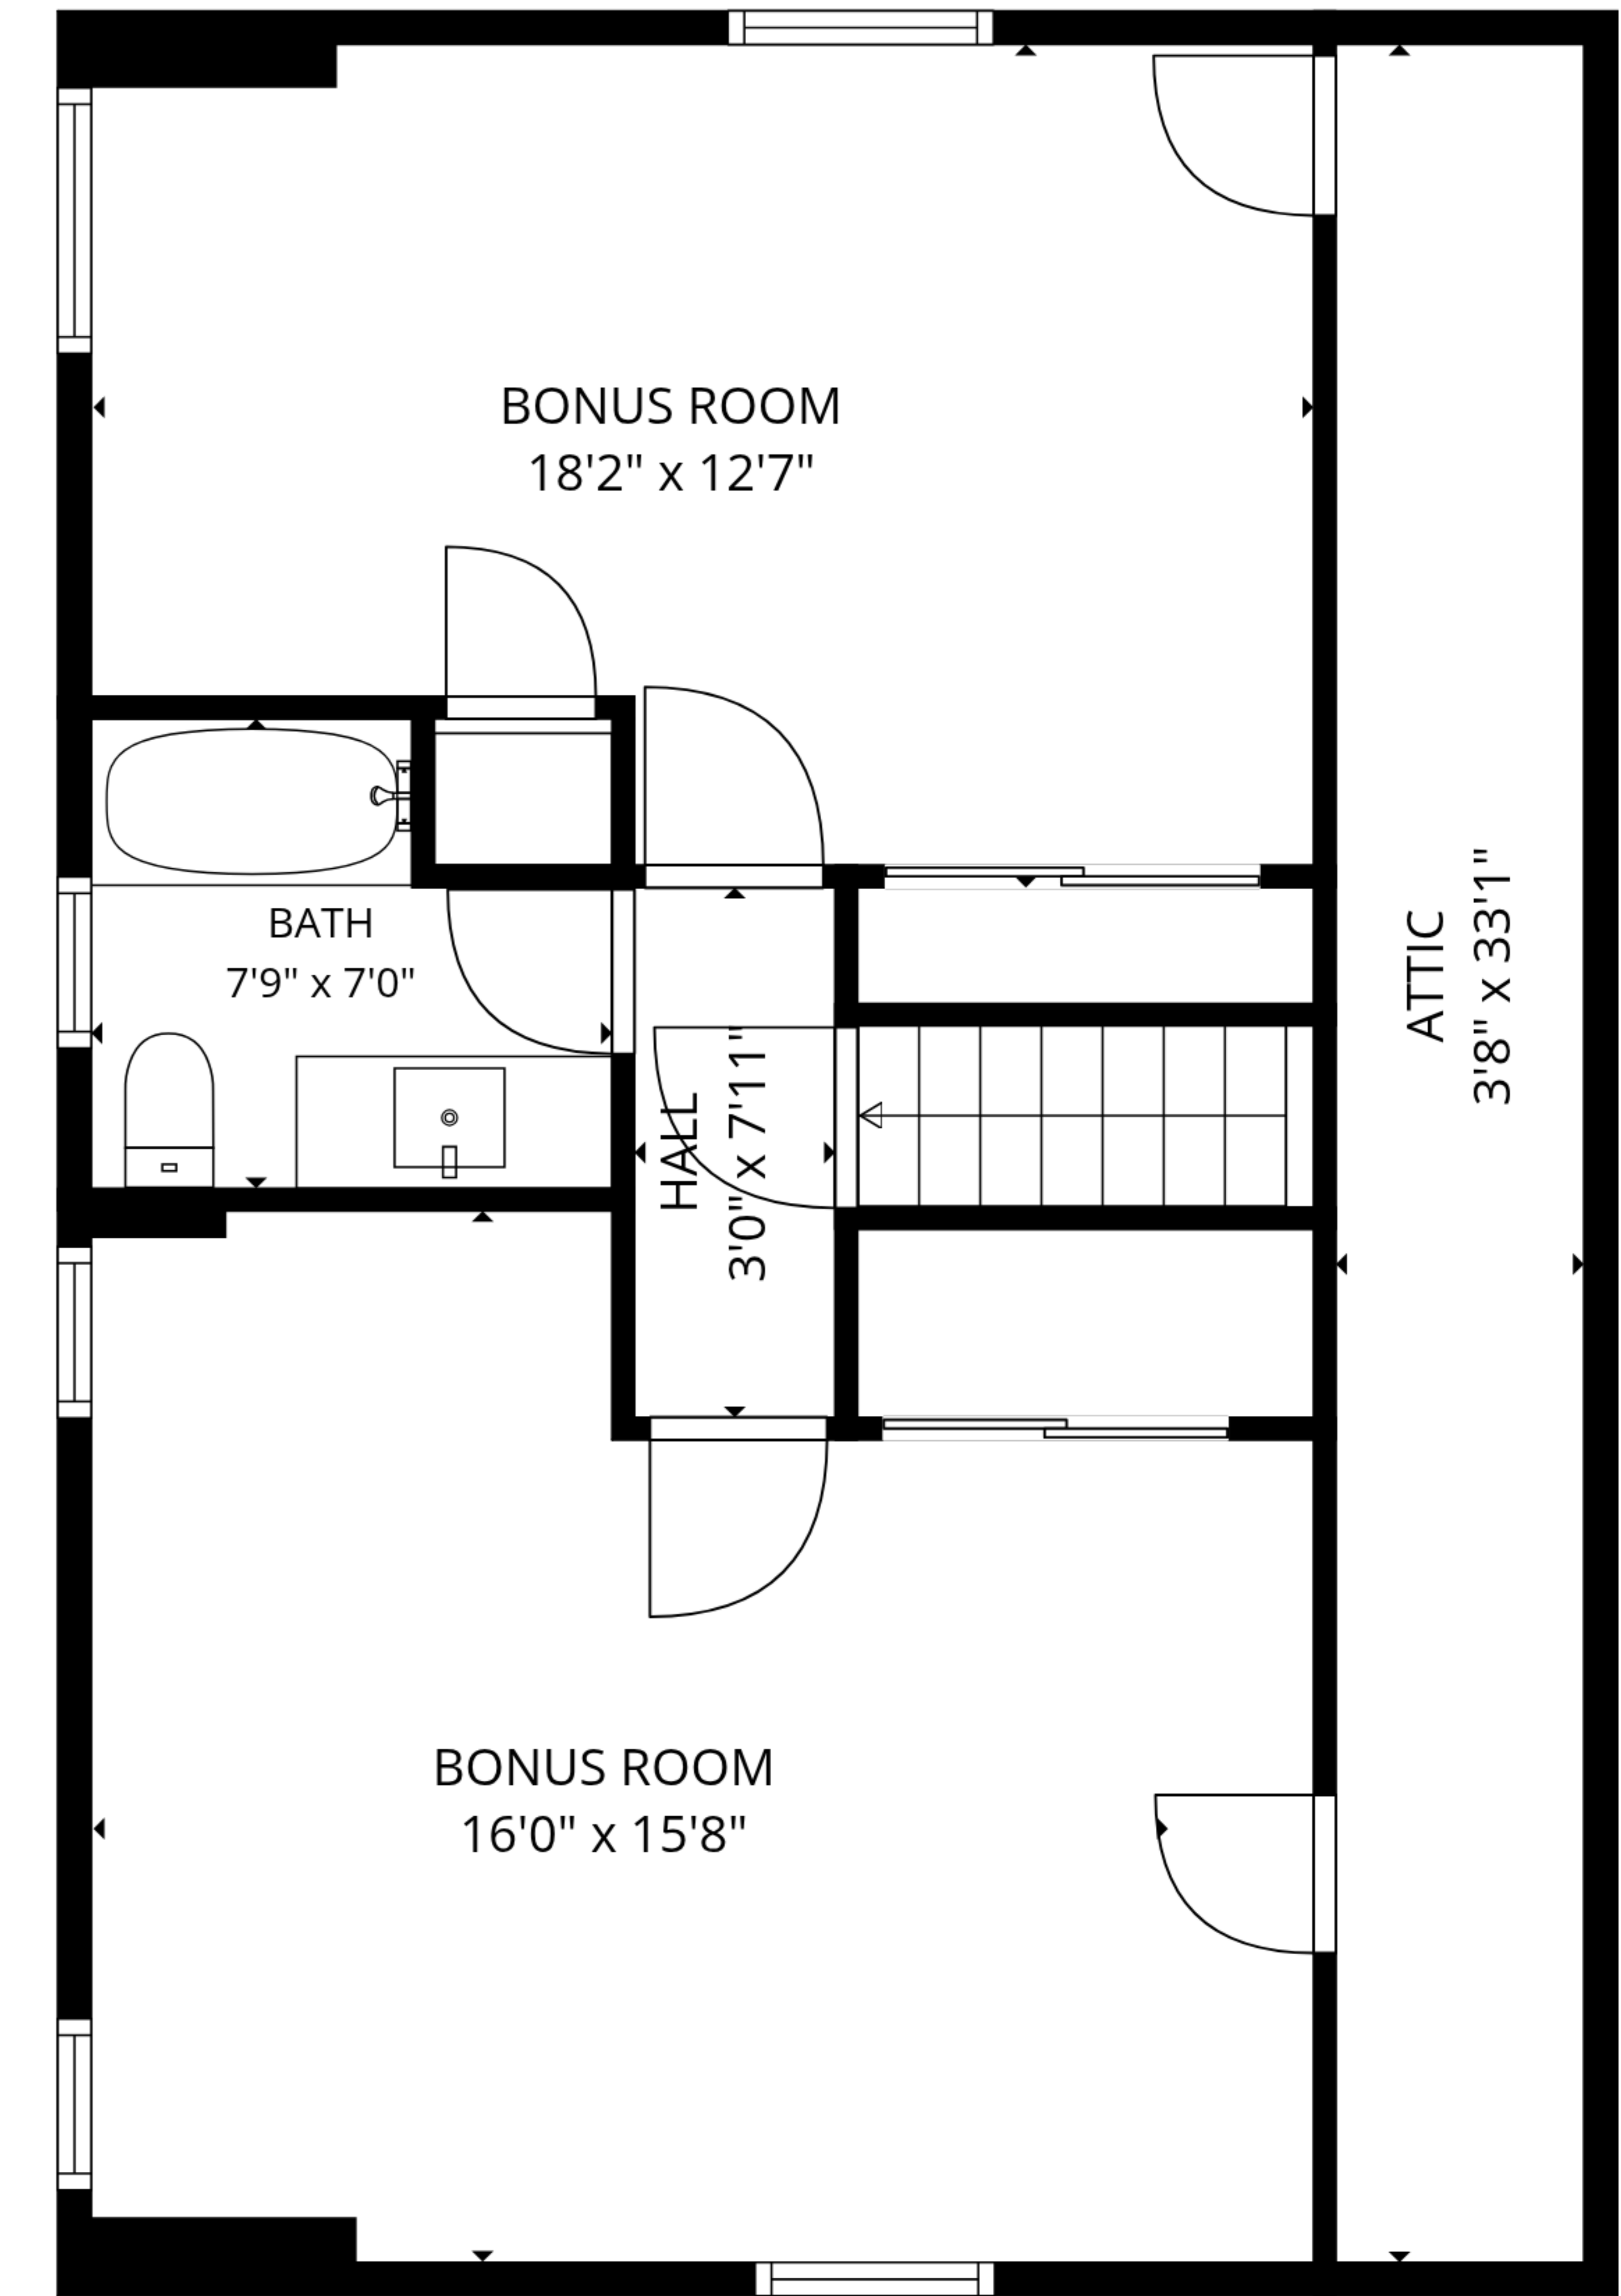 BONUS ROOM
18'2" x 12'7"
BATH
7'9" x 7'0"
HALL
3'0" x 7'11"
ATTIC
3'8" x 33'1"
BONUS ROOM
16'0" x 15'8"